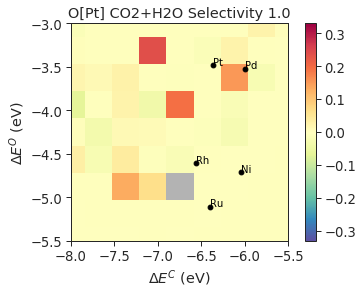 O[Pt] CO2+H2O Selectivity 1.0
−3.0
−3.5
−4.0
−4.5
−5.0
−5.5
ΔE^O (eV)
Pt
Pd
Rh
Ni
Ru
−8.0 −7.5 −7.0 −6.5 −6.0 −5.5
ΔE^C (eV)
0.3
0.2
0.1
0.0
−0.1
−0.2
−0.3